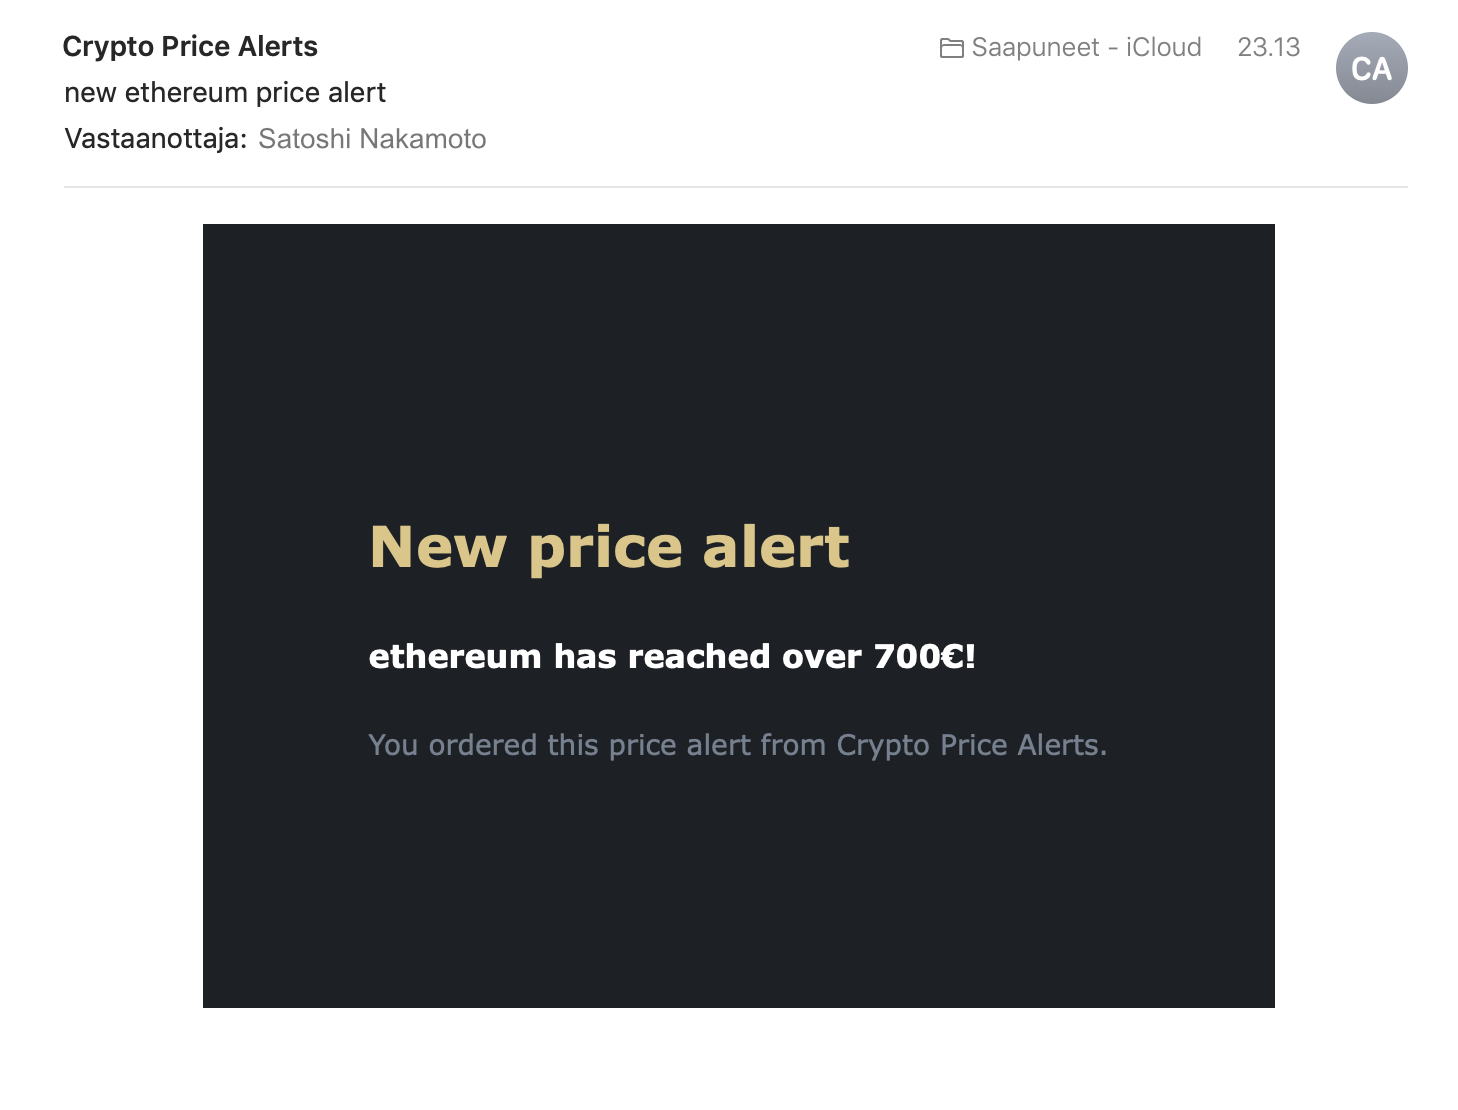 Crypto Price Alerts
Saapuneet - iCloud 23.13
CA
new ethereum price alert
Vastaanottaja: Satoshi Nakamoto
New price alert
ethereum has reached over 700€!
You ordered this price alert from Crypto Price Alerts.